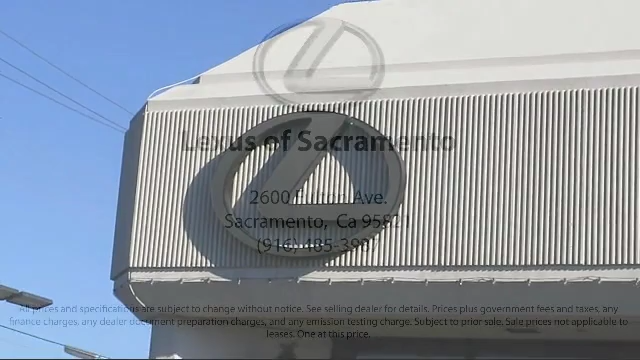 Lexus of Sacramento
2600 Fulton Ave.
Sacramento, Ca 95821
(916)
All prices and specifications are subject to change without notice. See selling dealer for details. Prices plus government fees and taxes, any
finance charges, any dealer document preparation charges, and any emission testing charge. Subject to prior sale. Sale prices not applicable to
leases. One at this price.